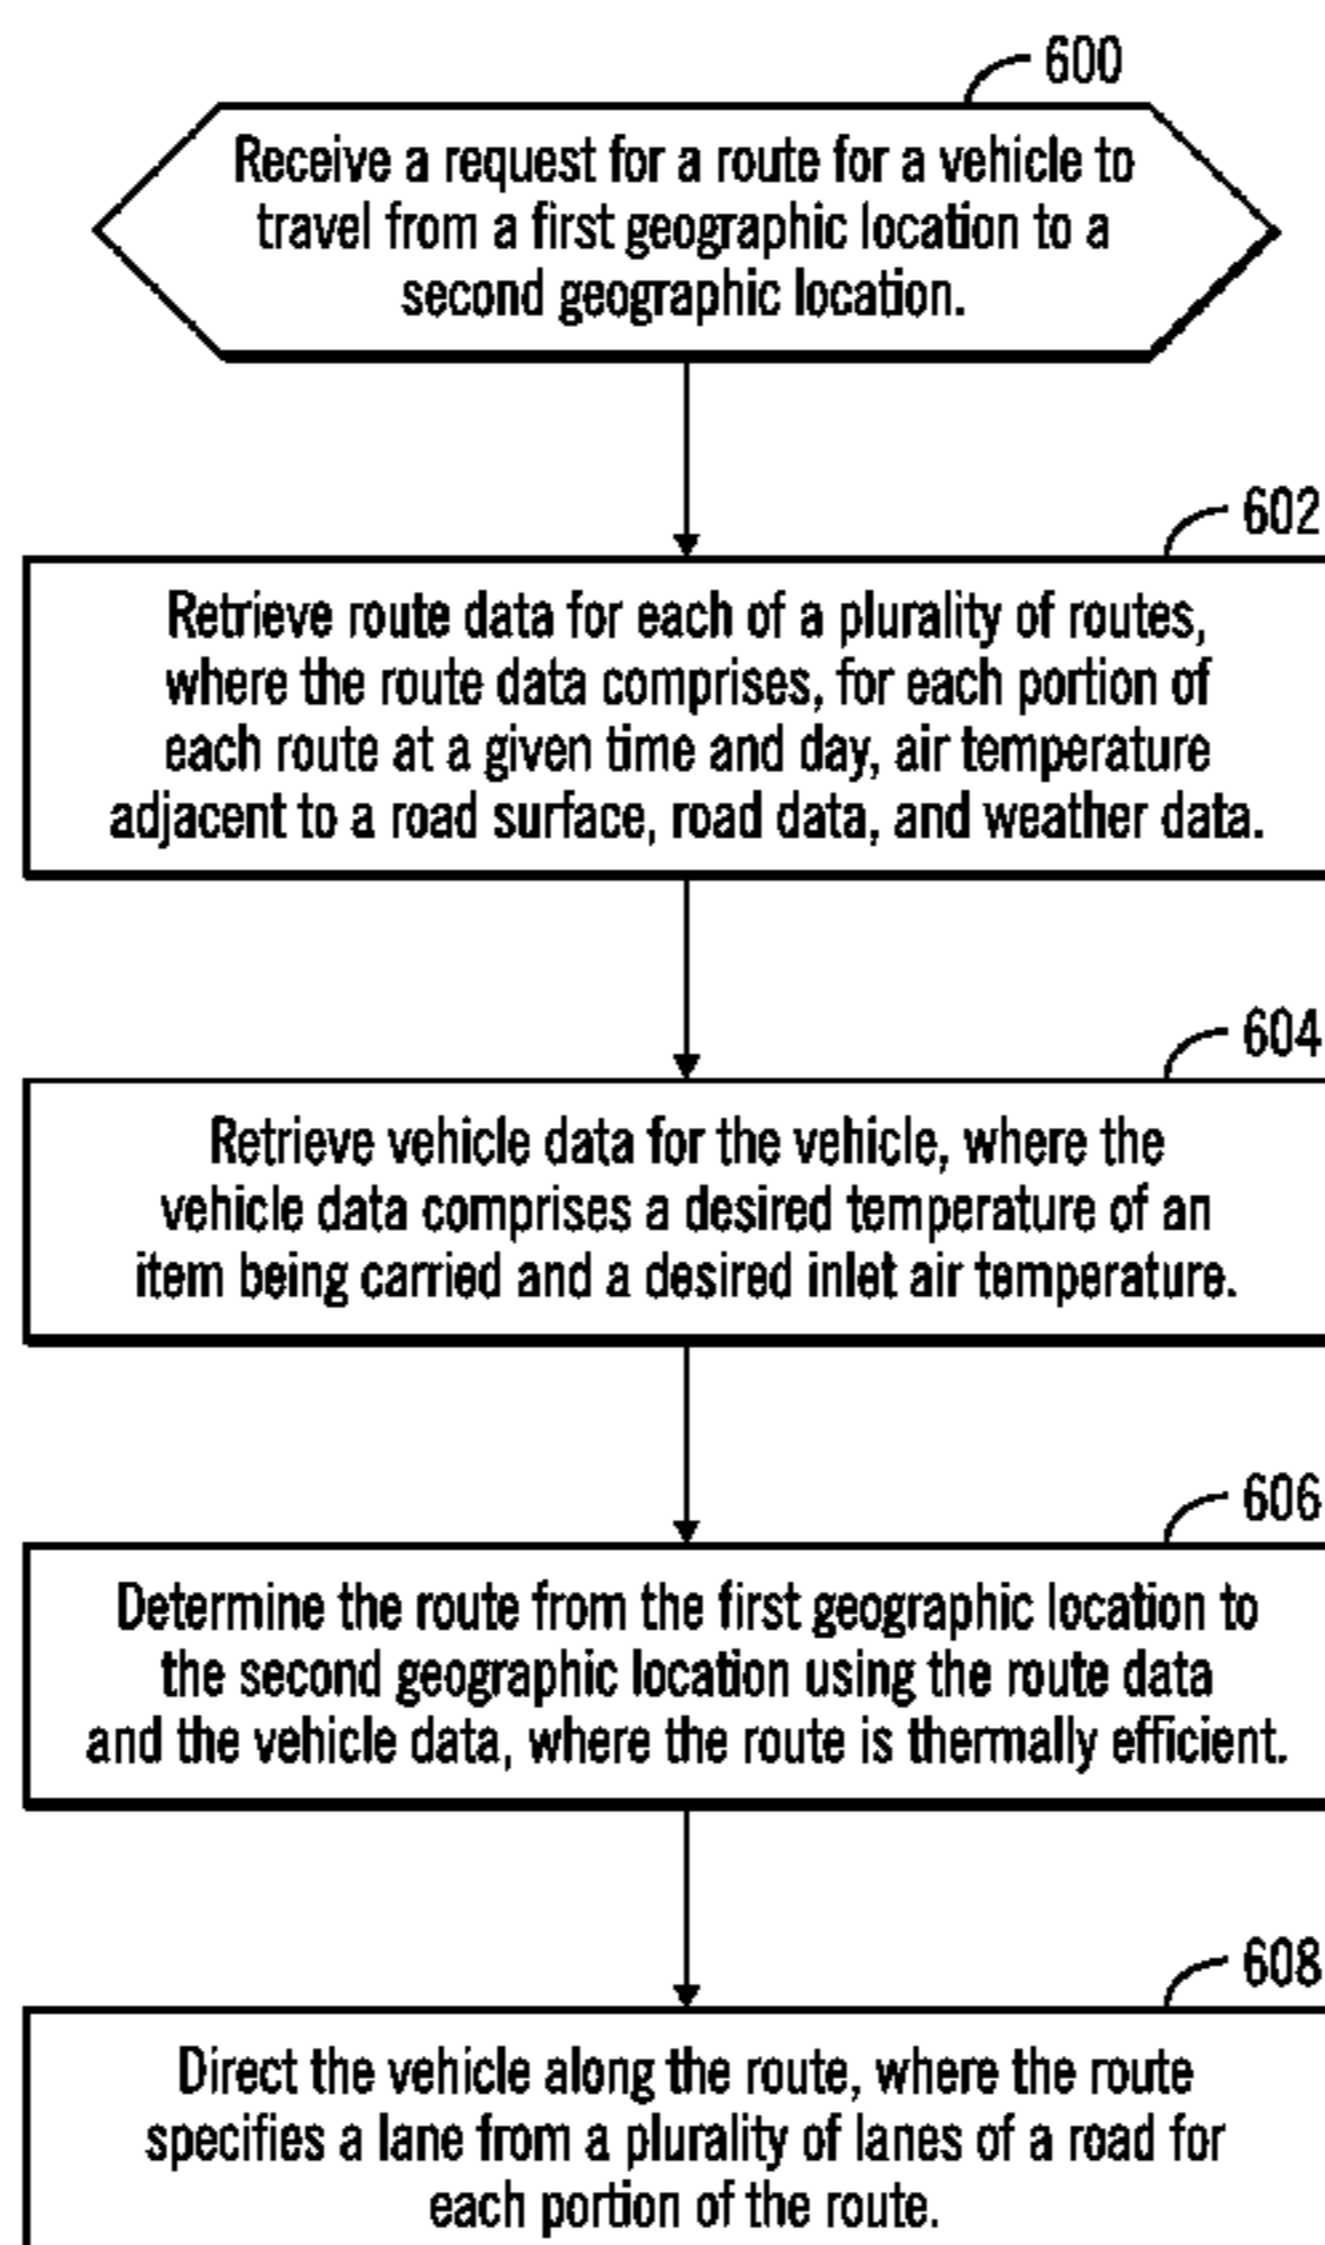 600
Receive a request for a route for a vehicle to
travel from a first geographic location to a
second geographic location.
602
Retrieve route data for each of a plurality of routes,
where the route data comprises, for each portion of
each route at a given time and day, air temperature
adjacent to a road surface, road data, and weather data.
604
Retrieve vehicle data for the vehicle, where the
vehicle data comprises a desired temperature of an
item being carried and a desired inlet air temperature.
606
Determine the route from the first geographic location to
the second geographic location using the route data
and the vehicle data, where the route is thermally efficient.
608
Direct the vehicle along the route, where the route
specifies a lane from a plurality of lanes of a road for
each portion of the route.